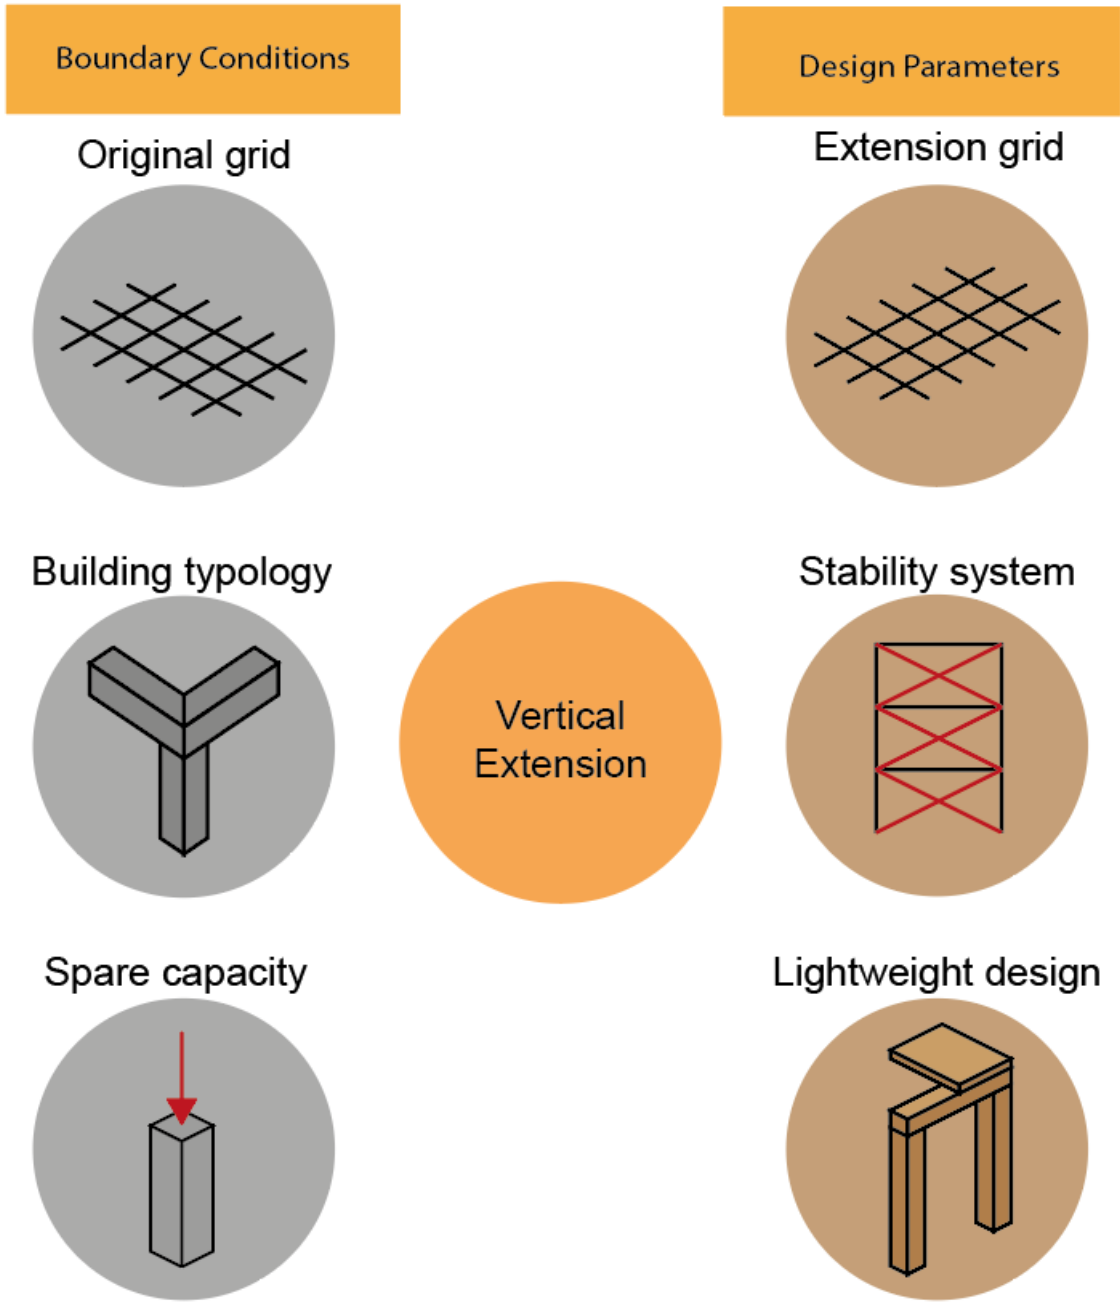 Boundary Conditions
Design Parameters
Original grid
Extension grid
Building typology
Stability system
Vertical
Extension
Spare capacity
Lightweight design